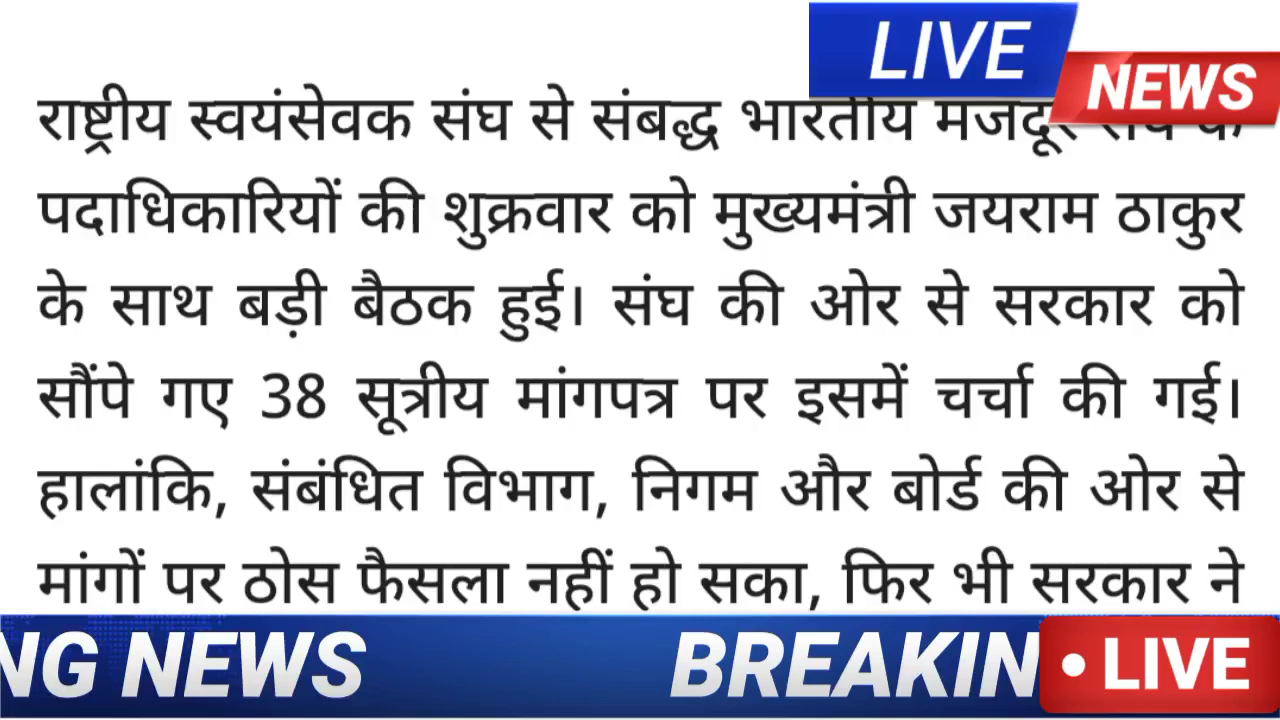 LIVE
NEWS
राष्ट्रीय स्वयंसेवक संघ से संबद्ध भारतीय मजदूर संघ के
पदाधिकारियों की शुक्रवार को मुख्यमंत्री जयराम ठाकुर
के साथ बड़ी बैठक हुई। संघ की ओर से सरकार को
सौंपे गए 38 सूत्रीय मांगपत्र पर इसमें चर्चा की गई।
हालांकि, संबंधित विभाग, निगम और बोर्ड की ओर से
मांगों पर ठोस फैसला नहीं हो सका, फिर भी सरकार ने
NG NEWS BREAKIN • LIVE